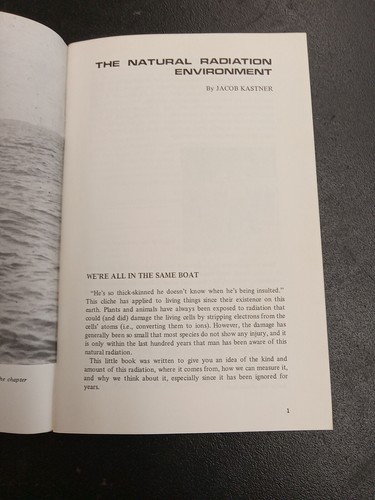 THE NATURAL RADIATION
ENVIRONMENT
By JACOB KASTNER
WE'RE ALL IN THE SAME BOAT
"He's so thick-skinned he doesn't know when he's being insulted."
This cliche has applied to living things since their existence on this
earth. Plants and animals have always been exposed to radiation that
could (and did) damage the living cells by stripping electrons from the
cells' atoms (i.e., converting them to ions). However, the damage has
generally been so small that most species do not show any injury, and it
is only within the last hundred years that man has been aware of this
natural radiation.
This little book was written to give you an idea of the kind and
amount of this radiation, where it comes from, how we can measure it,
and why we think about it, especially since it has been ignored for
years.
1
the chapter